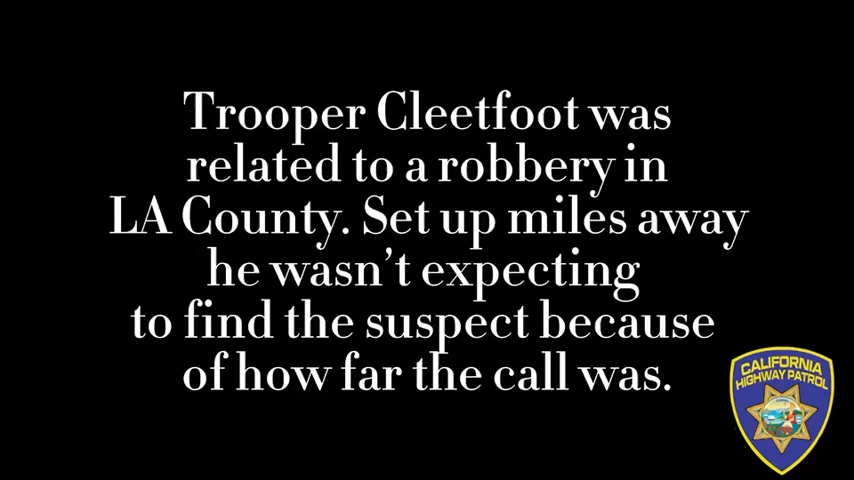 Trooper Cleetfoot was
related to a robbery in
LA County. Set up miles away
he wasn't expecting
to find the suspect because
of how far the call was.
CALIFORNIA
HIGHWAY PATROL